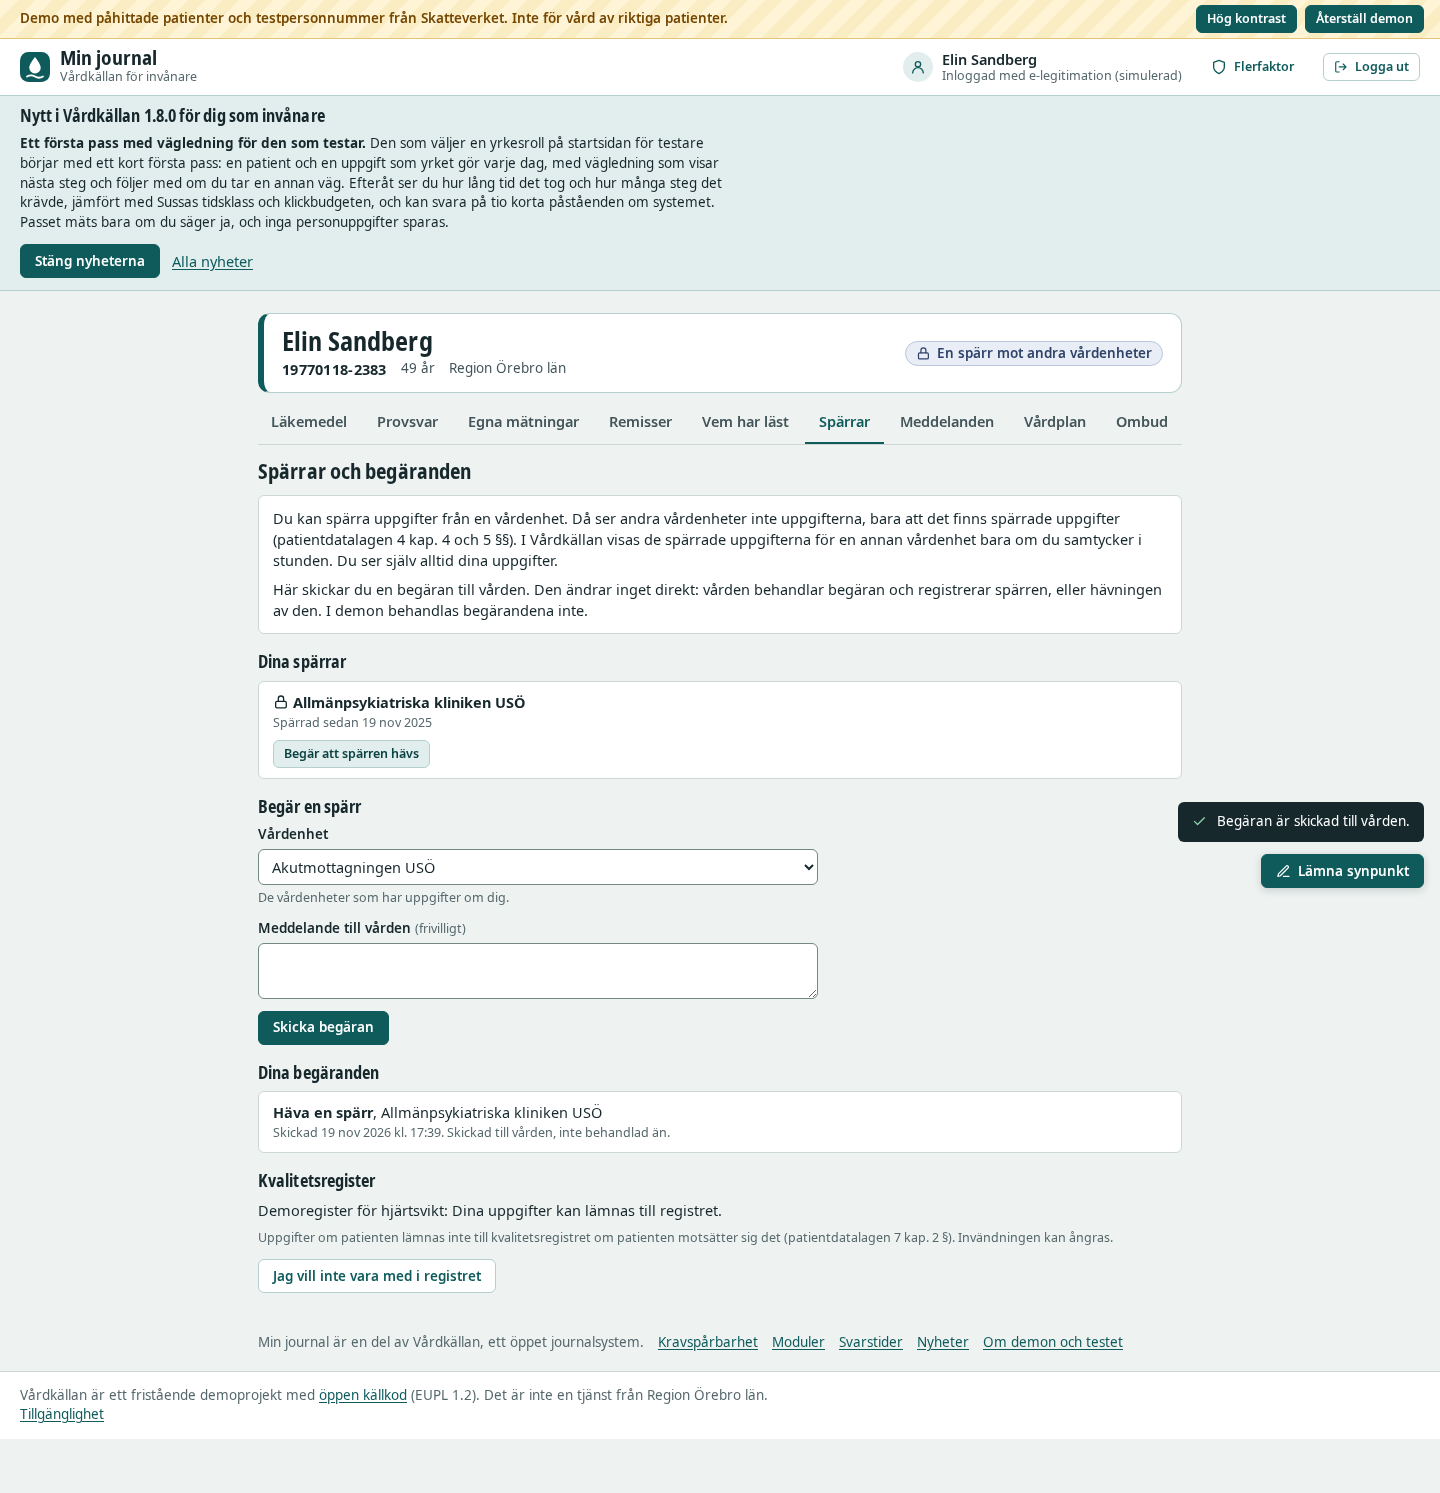 Demo med påhittade patienter och testpersonnummer från Skatteverket. Inte för vård av riktiga patienter.
Hög kontrast
Återställ demon
Min journal
Vårdkällan för invånare
Elin Sandberg
Inloggad med e-legitimation (simulerad)
Flerfaktor
Logga ut
Nytt i Vårdkällan 1.8.0 för dig som invånare
Ett första pass med vägledning för den som testar. Den som väljer en yrkesroll på startsidan för testare
börjar med ett kort första pass: en patient och en uppgift som yrket gör varje dag, med vägledning som visar
nästa steg och följer med om du tar en annan väg. Efteråt ser du hur lång tid det tog och hur många steg det
krävde, jämfört med Sussas tidsklass och klickbudgeten, och kan svara på tio korta påståenden om systemet.
Passet mäts bara om du säger ja, och inga personuppgifter sparas.
Stäng nyheterna
Alla nyheter
Elin Sandberg
19770118-2383 49 år Region Örebro län
En spärr mot andra vårdenheter
Läkemedel Provsvar Egna mätningar Remisser Vem har läst Spärrar Meddelanden Vårdplan Ombud
Spärrar och begäranden
Du kan spärra uppgifter från en vårdenhet. Då ser andra vårdenheter inte uppgifterna, bara att det finns spärrade uppgifter
(patientdatalagen 4 kap. 4 och 5 §§). I Vårdkällan visas de spärrade uppgifterna för en annan vårdenhet bara om du samtycker i
stunden. Du ser själv alltid dina uppgifter.
Här skickar du en begäran till vården. Den ändrar inget direkt: vården behandlar begäran och registrerar spärren, eller hävningen
av den. I demon behandlas begärandena inte.
Dina spärrar
Allmänpsykiatriska kliniken USÖ
Spärrad sedan 19 nov 2025
Begär att spärren hävs
Begär en spärr
Vårdenhet
Akutmottagningen USÖ
De vårdenheter som har uppgifter om dig.
Begäran är skickad till vården.
Lämna synpunkt
Meddelande till vården (frivilligt)
Skicka begäran
Dina begäranden
Häva en spärr, Allmänpsykiatriska kliniken USÖ
Skickad 19 nov 2026 kl. 17:39. Skickad till vården, inte behandlad än.
Kvalitetsregister
Demoregister för hjärtsvikt: Dina uppgifter kan lämnas till registret.
Uppgifter om patienten lämnas inte till kvalitetsregistret om patienten motsätter sig det (patientdatalagen 7 kap. 2 §). Invändningen kan ångras.
Jag vill inte vara med i registret
Min journal är en del av Vårdkällan, ett öppet journalsystem. Kravspårbarhet Moduler Svarstider Nyheter Om demon och testet
Vårdkällan är ett fristående demoprojekt med öppen källkod (EUPL 1.2). Det är inte en tjänst från Region Örebro län.
Tillgänglighet